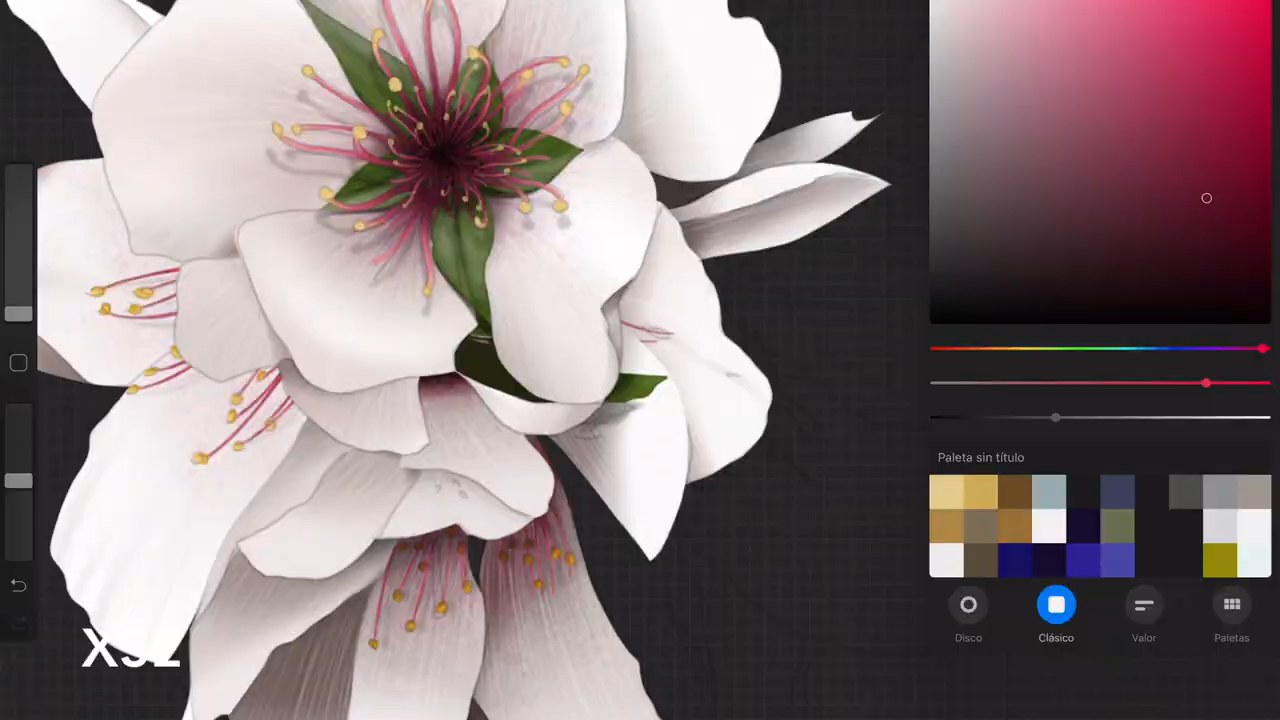 Paleta sin título
Disco
Clásico
Valor
Paletas